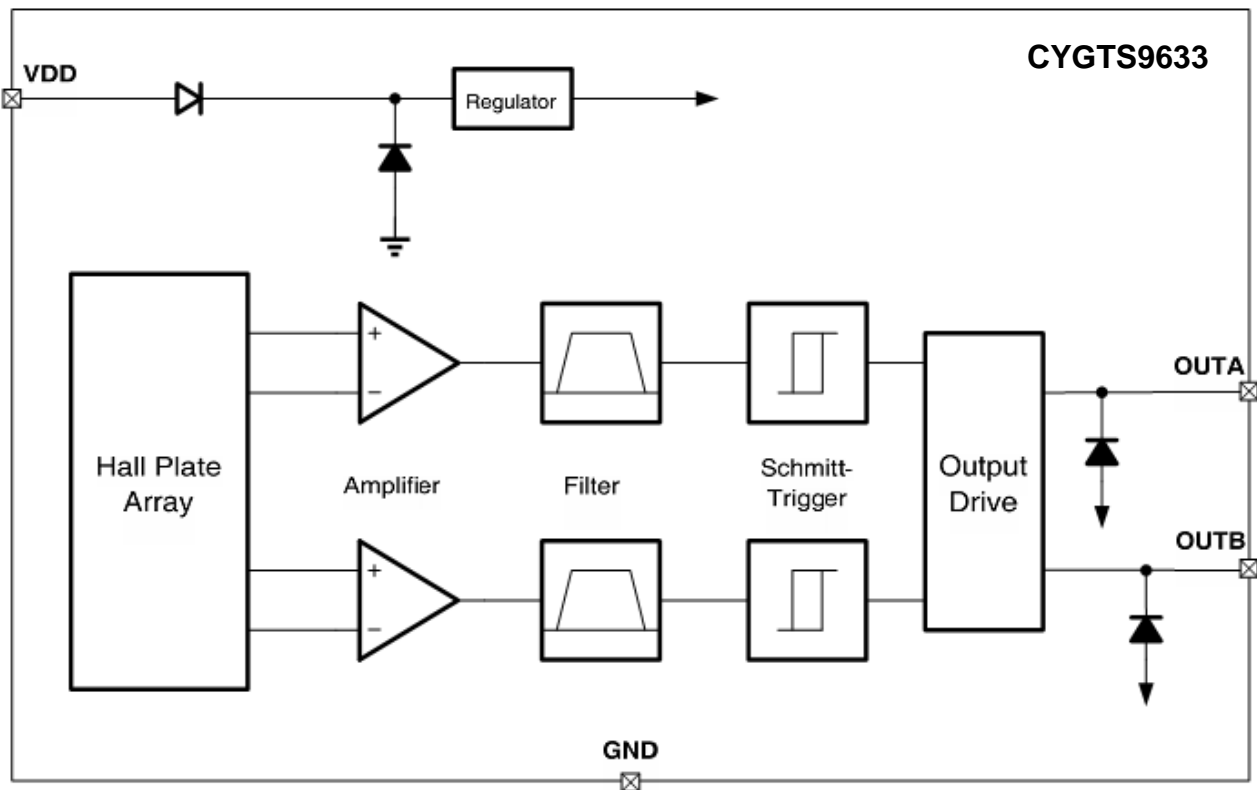 CYGTS9633
VDD
Regulator
+
−
OUTA
Hall Plate
Array
Amplifier
Filter
Schmitt-
Trigger
Output
Drive
OUTB
+
−
GND